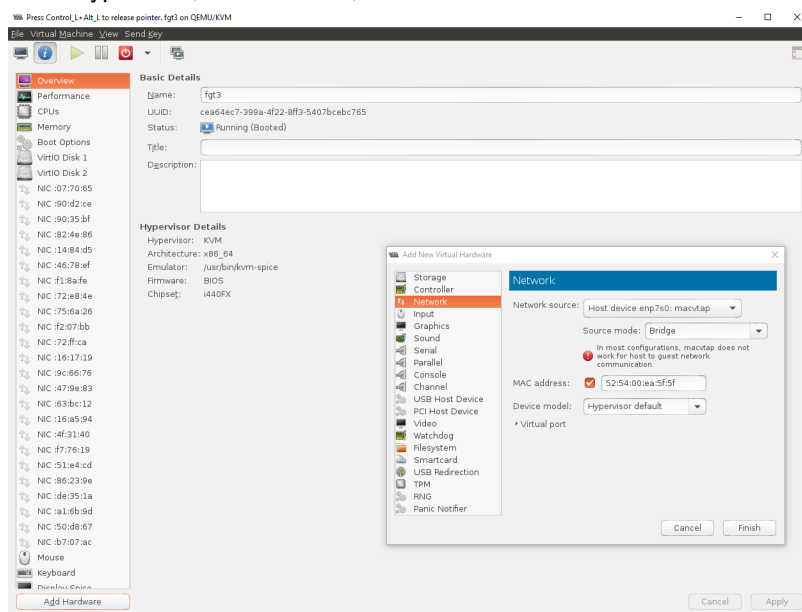 Press Control_L+Alt_L to release pointer. fgt3 on QEMU/KVM
File Virtual Machine View Send Key
Overview
Performance
CPUs
Memory
Boot Options
VirtIO Disk 1
VirtIO Disk 2
NIC :07:70:65
NIC :90:d2:ce
NIC :90:35:bf
NIC :82:4e:86
NIC :14:84:d5
NIC :46:78:ef
NIC :f1:8a:fe
NIC :72:e8:4e
NIC :75:6a:26
NIC :f2:07:bb
NIC :72:ff:ca
NIC :16:17:19
NIC :9c:66:76
NIC :47:9e:83
NIC :63:bc:12
NIC :16:a5:94
NIC :4f:31:40
NIC :f7:76:19
NIC :51:e4:cd
NIC :86:23:9e
NIC :de:35:1a
NIC :a1:6b:9d
NIC :50:d8:67
NIC :b7:07:ac
Mouse
Keyboard
Display Spice
Add Hardware
Basic Details
Name: fgt3
UUID: cea64ec7-399a-4f22-8ff3-5407bcebc765
Status: Running (Booted)
Title:
Description:
Hypervisor Details
Hypervisor: KVM
Architecture: x86_64
Emulator: /usr/bin/kvm-spice
Firmware: BIOS
Chipset: i440FX
Add New Virtual Hardware
Storage
Controller
Network
Input
Graphics
Sound
Serial
Parallel
Console
Channel
USB Host Device
PCI Host Device
Video
Watchdog
Filesystem
Smartcard
USB Redirection
TPM
RNG
Panic Notifier
Network
Network source: Host device enp7s0: macvtap
Source mode: Bridge
In most configurations, macvtap does not
work for host to guest network
communication.
MAC address: 52:54:00:ea:5f:5f
Device model: Hypervisor default
Virtual port
Cancel Finish
Cancel Apply